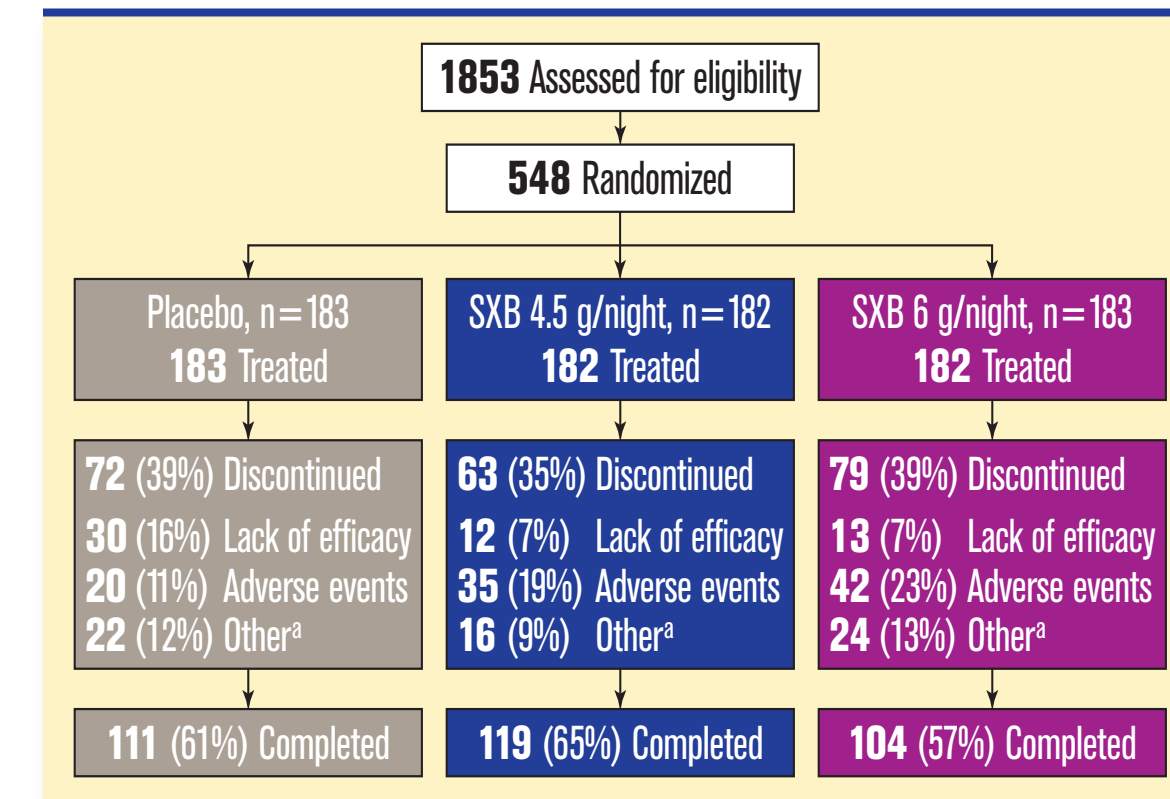 1853 Assessed for eligibility
548 Randomized
Placebo, n=183
183 Treated
SXB 4.5 g/night, n=182
182 Treated
SXB 6 g/night, n=183
182 Treated
72 (39%) Discontinued
30 (16%) Lack of efficacy
20 (11%) Adverse events
22 (12%) Otherᵃ
63 (35%) Discontinued
12 (7%) Lack of efficacy
35 (19%) Adverse events
16 (9%) Otherᵃ
79 (39%) Discontinued
13 (7%) Lack of efficacy
42 (23%) Adverse events
24 (13%) Otherᵃ
111 (61%) Completed
119 (65%) Completed
104 (57%) Completed